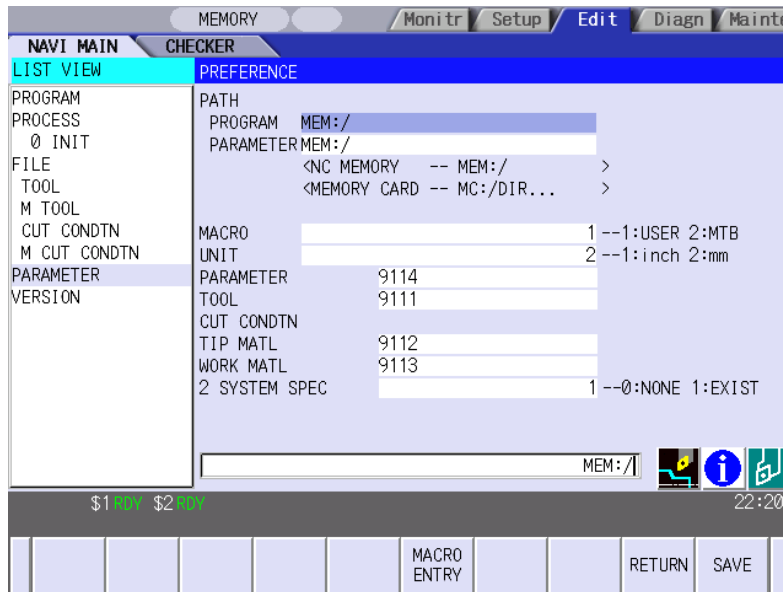 MEMORY
Monitr Setup Edit Diagn Mainte
NAVI MAIN CHECKER
LIST VIEW
PROGRAM
PROCESS
0 INIT
FILE
TOOL
M TOOL
CUT CONDTN
M CUT CONDTN
PARAMETER
VERSION
PREFERENCE
PATH
PROGRAM MEM:/
PARAMETER MEM:/
<NC MEMORY -- MEM:/ >
<MEMORY CARD -- MC:/DIR... >
MACRO 1 --1:USER 2:MTB
UNIT 2 --1:inch 2:mm
PARAMETER 9114
TOOL 9111
CUT CONDTN
TIP MATL 9112
WORK MATL 9113
2 SYSTEM SPEC 1 --0:NONE 1:EXIST
MEM:/
$1 RDY $2 RDY 22:20
MACRO
ENTRY
RETURN SAVE